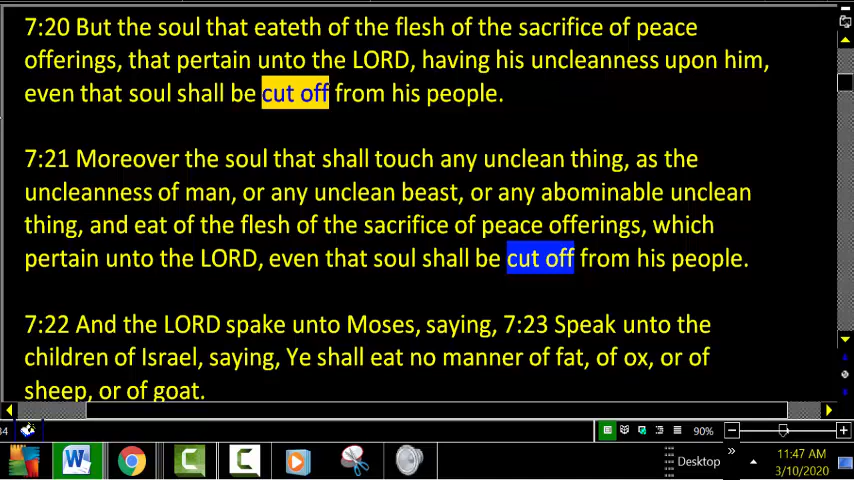 7:20 But the soul that eateth of the flesh of the sacrifice of peace
offerings, that pertain unto the LORD, having his uncleanness upon him,
even that soul shall be cut off from his people.
7:21 Moreover the soul that shall touch any unclean thing, as the
uncleanness of man, or any unclean beast, or any abominable unclean
thing, and eat of the flesh of the sacrifice of peace offerings, which
pertain unto the LORD, even that soul shall be cut off from his people.
7:22 And the LORD spake unto Moses, saying, 7:23 Speak unto the
children of Israel, saying, Ye shall eat no manner of fat, of ox, or of
sheep, or of goat.
34 90%
W C C Desktop » 11:47 AM
3/10/2020